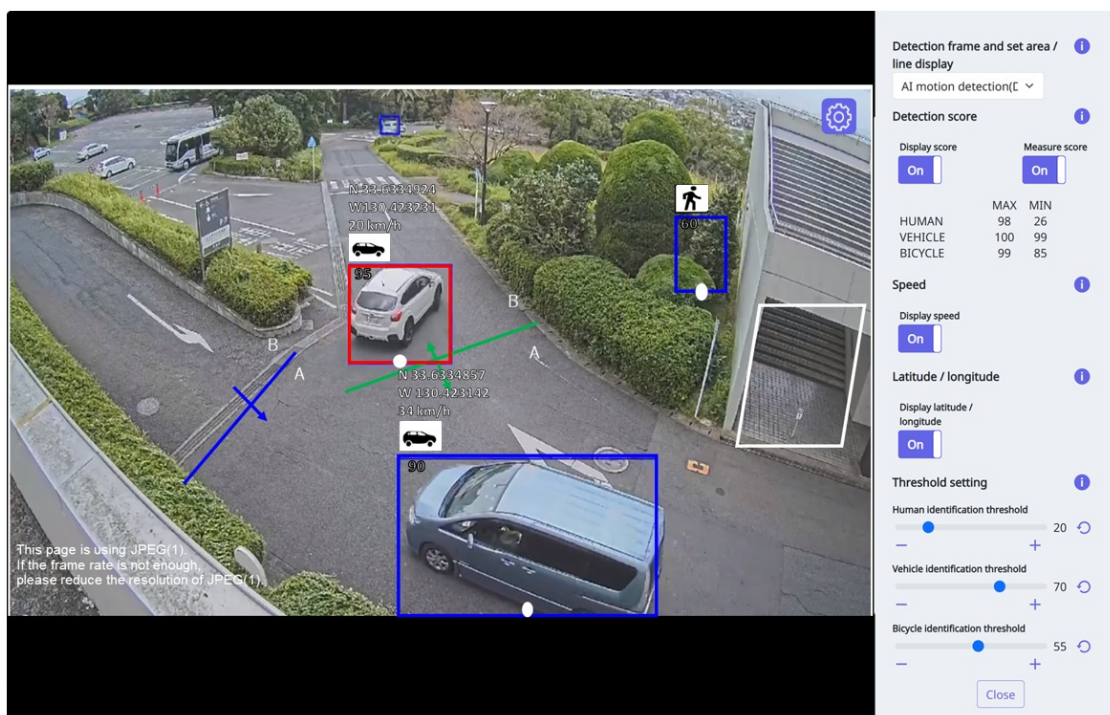 N 33.6334924
W130.423231
20 km/h
95
60
B
A
B
A
N 33.6334857
W 130.423142
34 km/h
90
This page is using JPEG(1).
If the frame rate is not enough,
please reduce the resolution of JPEG(1).
Detection frame and set area /
line display
AI motion detection(D
Detection score
Display score
Measure score
On
On
MAX MIN
HUMAN 98 26
VEHICLE 100 99
BICYCLE 99 85
Speed
Display speed
On
Latitude / longitude
Display latitude /
longitude
On
Threshold setting
Human identification threshold
20
Vehicle identification threshold
70
Bicycle identification threshold
55
Close